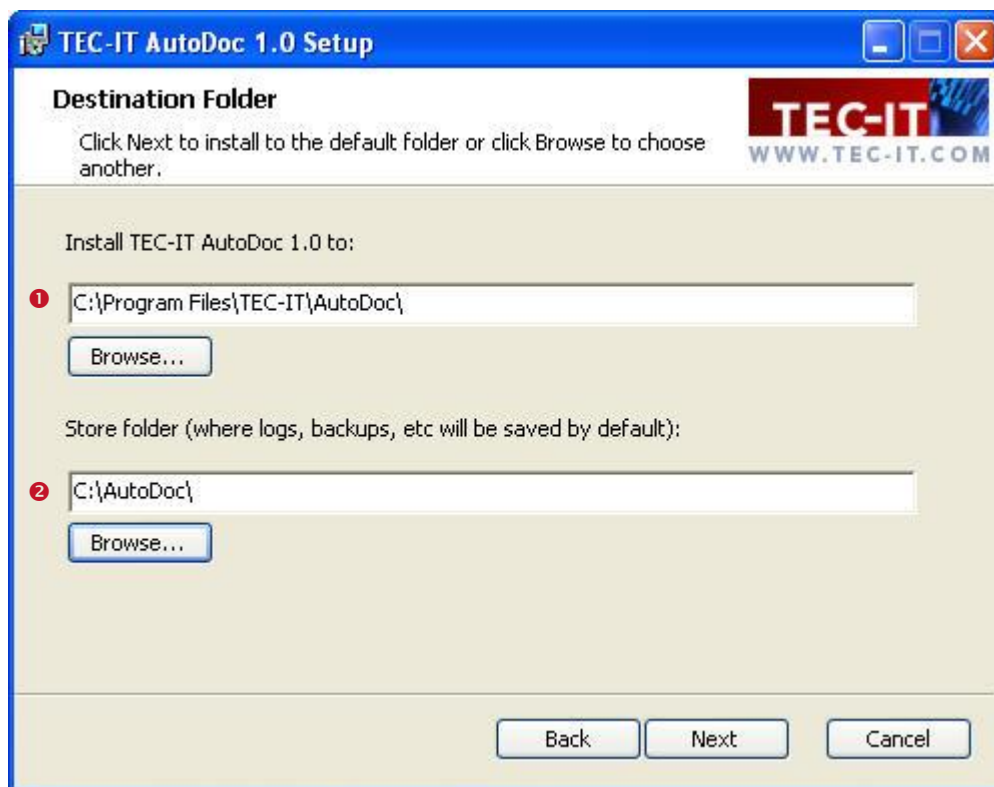 TEC-IT AutoDoc 1.0 Setup
Destination Folder
Click Next to install to the default folder or click Browse to choose
another.
TEC-IT
WWW.TEC-IT.COM
Install TEC-IT AutoDoc 1.0 to:
❶ C:\Program Files\TEC-IT\AutoDoc\
Browse...
Store folder (where logs, backups, etc will be saved by default):
❷ C:\AutoDoc\
Browse...
Back Next Cancel